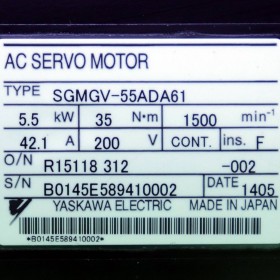 AC SERVO MOTOR
TYPE SGMGV-55ADA61
5.5 kW 35 N·m 1500 min⁻¹
42.1 A 200 V CONT. ins. F
O/N R15118 312 -002
S/N B0145E589410002 DATE 1405
YASKAWA ELECTRIC MADE IN JAPAN
*B0145E589410002*